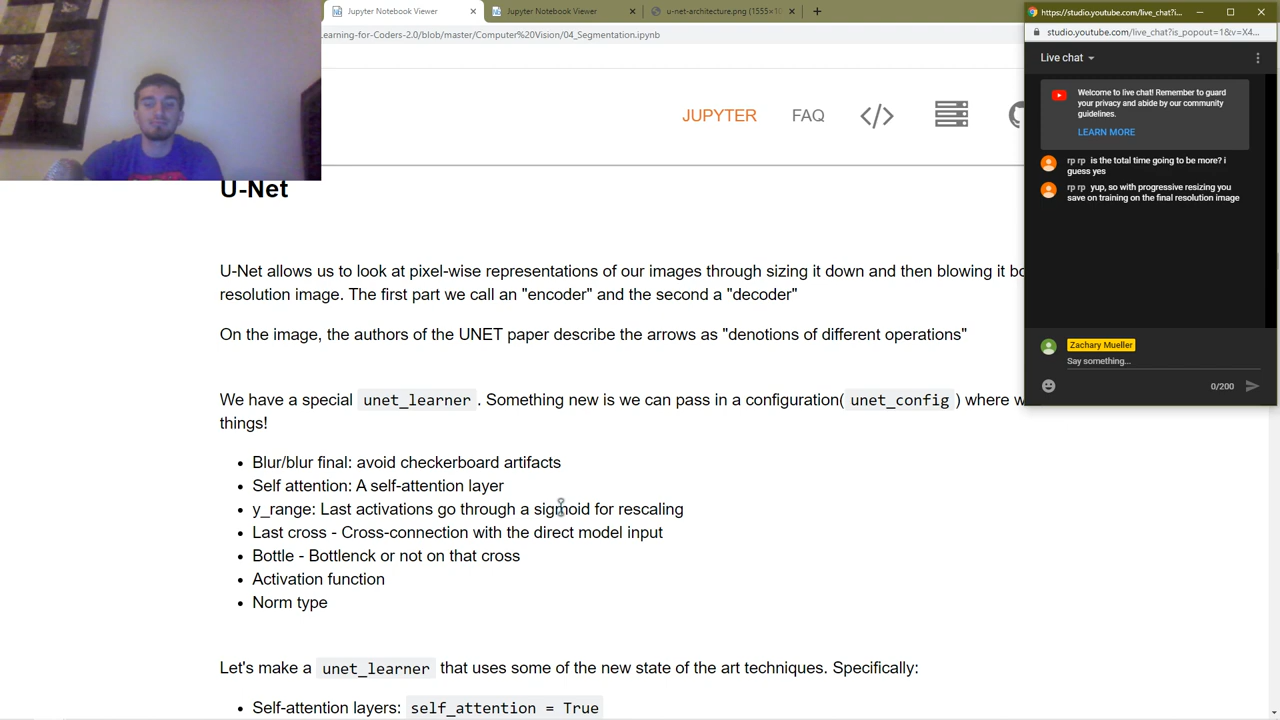 Jupyter Notebook Viewer
Jupyter Notebook Viewer
u-net-architecture.png (1555×10
earning-for-Coders-2.0/blob/master/Computer%20Vision/04_Segmentation.ipynb
JUPYTER
FAQ
U-Net
U-Net allows us to look at pixel-wise representations of our images through sizing it down and then blowing it bo
resolution image. The first part we call an "encoder" and the second a "decoder"
On the image, the authors of the UNET paper describe the arrows as "denotions of different operations"
We have a special unet_learner . Something new is we can pass in a configuration( unet_config ) where w
things!
• Blur/blur final: avoid checkerboard artifacts
• Self attention: A self-attention layer
• y_range: Last activations go through a sigmoid for rescaling
• Last cross - Cross-connection with the direct model input
• Bottle - Bottlenck or not on that cross
• Activation function
• Norm type
Let's make a unet_learner that uses some of the new state of the art techniques. Specifically:
• Self-attention layers: self_attention = True
https://studio.youtube.com/live_chat?i...
studio.youtube.com/live_chat?is_popout=1&v=X4...
Live chat
Welcome to live chat! Remember to guard
your privacy and abide by our community
guidelines.
LEARN MORE
rp rp is the total time going to be more? i
guess yes
rp rp yup, so with progressive resizing you
save on training on the final resolution image
Zachary Mueller
Say something...
0/200